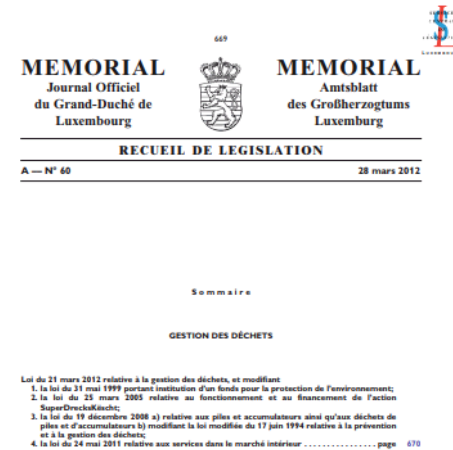 669
MEMORIAL
Journal Officiel
du Grand-Duché de
Luxembourg
MEMORIAL
Amtsblatt
des Großherzogtums
Luxemburg
RECUEIL DE LEGISLATION
A — N° 60 28 mars 2012
Sommaire
GESTION DES DÉCHETS
Loi du 21 mars 2012 relative à la gestion des déchets, et modifiant
1. la loi du 31 mai 1999 portant institution d'un fonds pour la protection de l'environnement;
2. la loi du 25 mars 2005 relative au fonctionnement et au financement de l'action
SuperDrecksKëscht;
3. la loi du 19 décembre 2008 a) relative aux piles et accumulateurs ainsi qu'aux déchets de
piles et d'accumulateurs b) modifiant la loi modifiée du 17 juin 1994 relative à la prévention
et à la gestion des déchets;
4. la loi du 24 mai 2011 relative aux services dans le marché intérieur . . . . . . . . . . . . . . . . . page 670